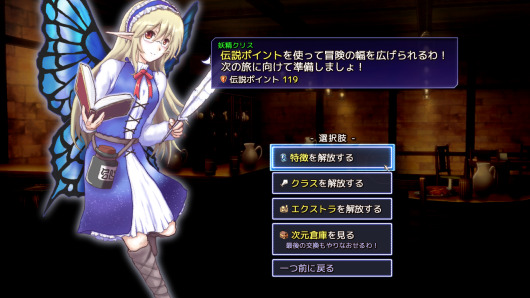 妖精クリス
伝説ポイントを使って冒険の幅を広げられるわ！
次の旅に向けて準備しましょ！
伝説ポイント 119
- 選択肢 -
特徴を解放する
クラスを解放する
エクストラを解放する
次元倉庫を見る
最後の交換もやりなおせるわ！
一つ前に戻る